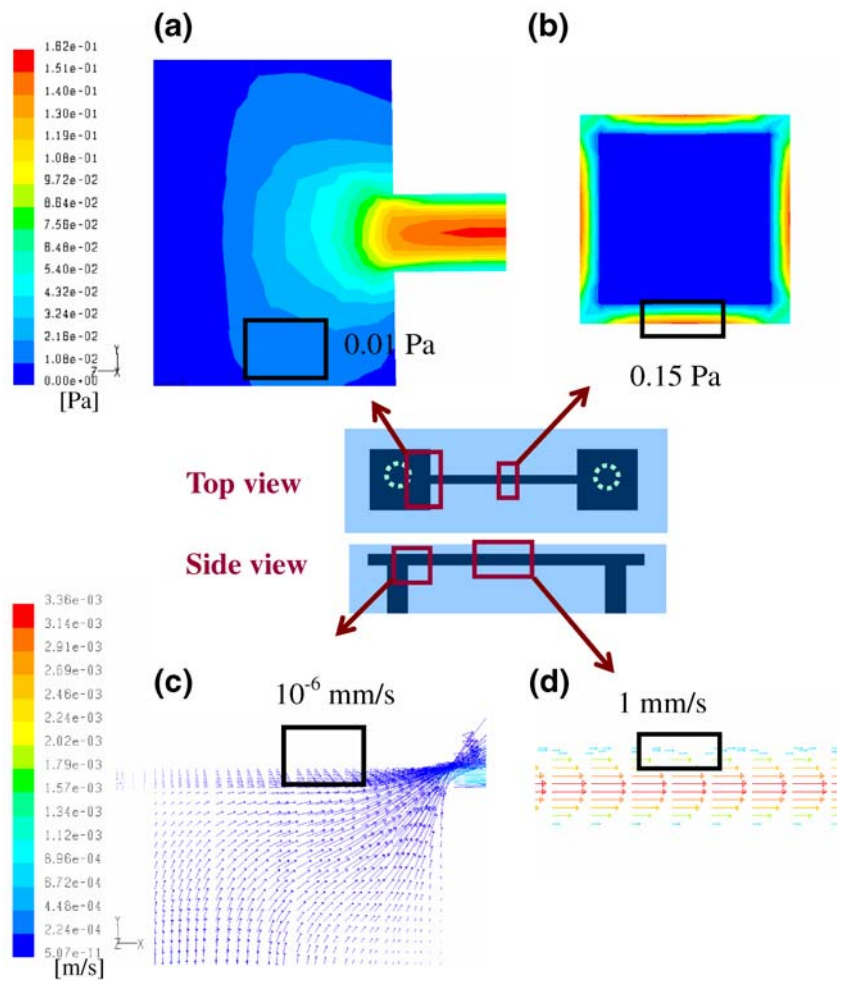 (a)
(b)
1.62e-01
1.51e-01
1.40e-01
1.30e-01
1.19e-01
1.08e-01
9.72e-02
8.64e-02
7.56e-02
6.48e-02
5.40e-02
4.32e-02
3.24e-02
2.16e-02
1.08e-02
0.00e+00
[Pa]
Y
Z
X
0.01 Pa
0.15 Pa
Top view
Side view
(c)
(d)
10⁻⁶ mm/s
1 mm/s
3.36e-03
3.14e-03
2.91e-03
2.69e-03
2.46e-03
2.24e-03
2.02e-03
1.79e-03
1.57e-03
1.34e-03
1.12e-03
8.96e-04
6.72e-04
4.48e-04
2.24e-04
5.07e-11
[m/s]
Y
Z
X